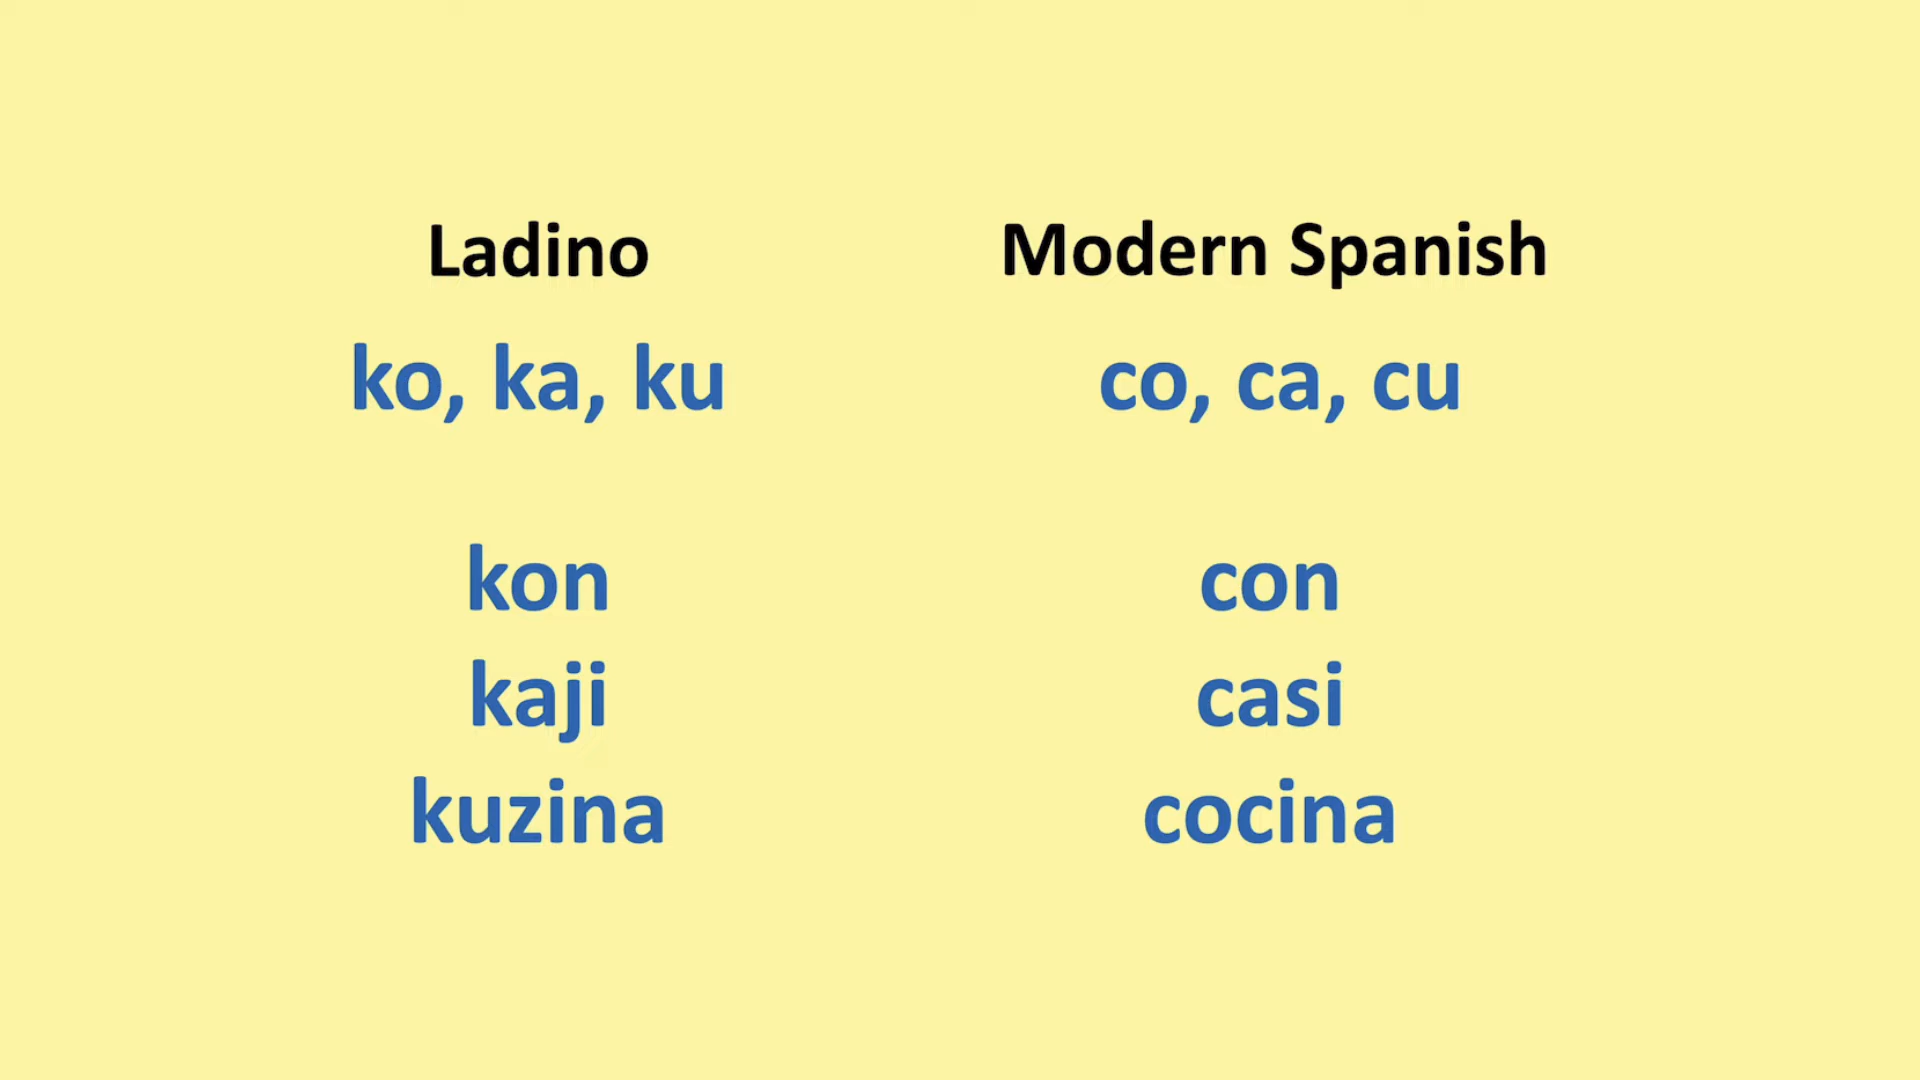 Ladino Modern Spanish
ko, ka, ku co, ca, cu
kon con
kaji casi
kuzina cocina